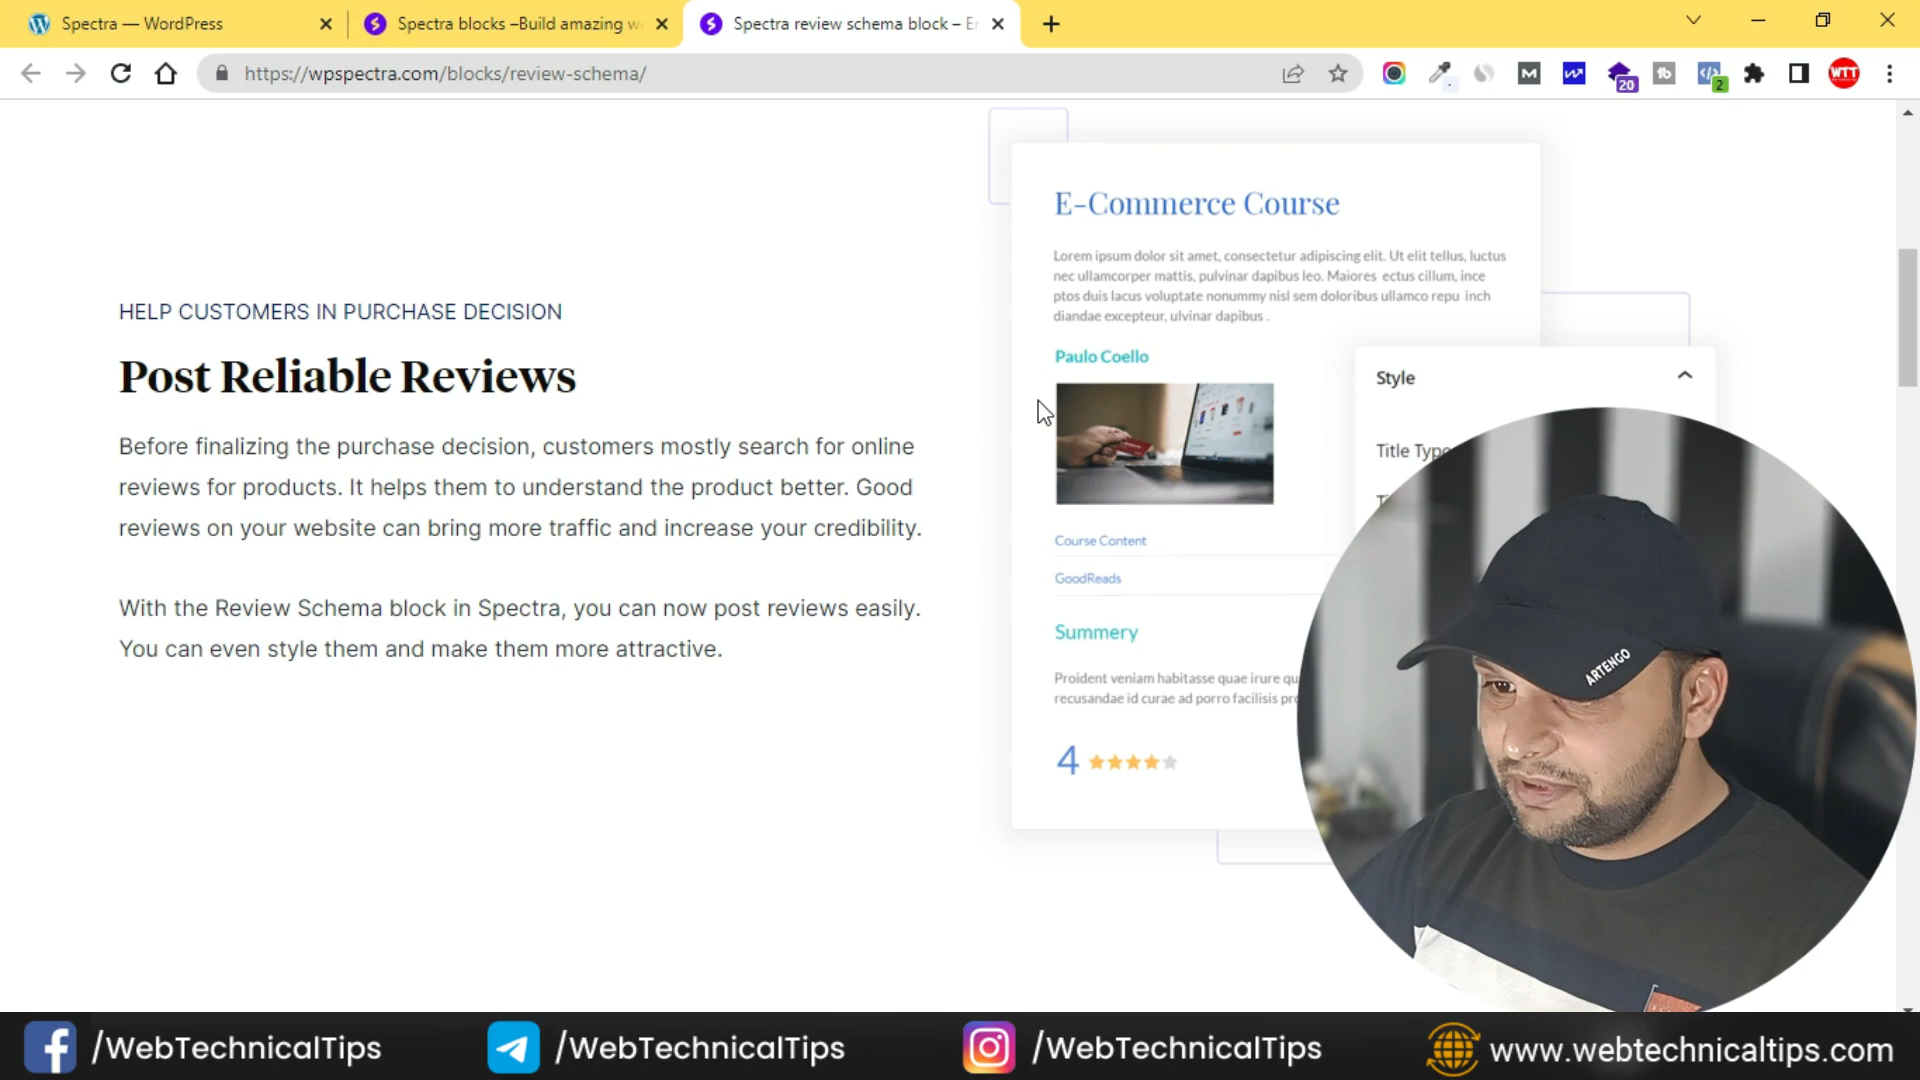 Spectra — WordPress
Spectra blocks –Build amazing w
Spectra review schema block – E
https://wpspectra.com/blocks/review-schema/
20
2
WTT
HELP CUSTOMERS IN PURCHASE DECISION
Post Reliable Reviews
Before finalizing the purchase decision, customers mostly search for online
reviews for products. It helps them to understand the product better. Good
reviews on your website can bring more traffic and increase your credibility.
With the Review Schema block in Spectra, you can now post reviews easily.
You can even style them and make them more attractive.
E-Commerce Course
Lorem ipsum dolor sit amet, consectetur adipiscing elit. Ut elit tellus, luctus
nec ullamcorper mattis, pulvinar dapibus leo. Maiores ectus cillum, ince
ptos duis lacus voluptate nonummy nisl sem doloribus ullamco repu inch
diandae excepteur, ulvinar dapibus .
Paulo Coello
Style
Title Type
Course Content
GoodReads
Summery
Proident veniam habitasse quae irure qu
recusandae id curae ad porro facilisis pro
4
ARTENGO
/WebTechnicalTips
/WebTechnicalTips
/WebTechnicalTips
www.webtechnicaltips.com